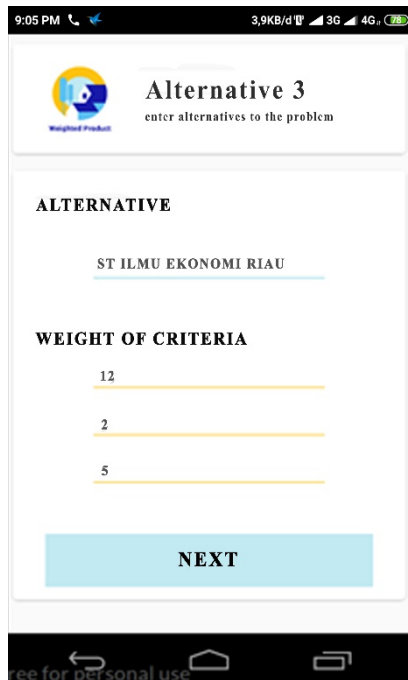 9:05 PM 3,9KB/d 3G 4G 78
Alternative 3
enter alternatives to the problem
Weighted Product
ALTERNATIVE
ST ILMU EKONOMI RIAU
WEIGHT OF CRITERIA
12
2
5
NEXT
ree for personal use